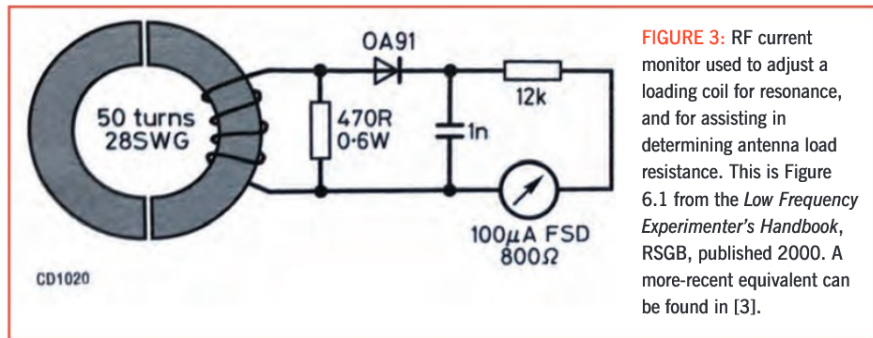 OA91
50 turns
28SWG
470R
0·6W
1n
12k
100µA FSD
800Ω
CD1020
FIGURE 3: RF current
monitor used to adjust a
loading coil for resonance,
and for assisting in
determining antenna load
resistance. This is Figure
6.1 from the Low Frequency
Experimenter's Handbook,
RSGB, published 2000. A
more-recent equivalent can
be found in [3].